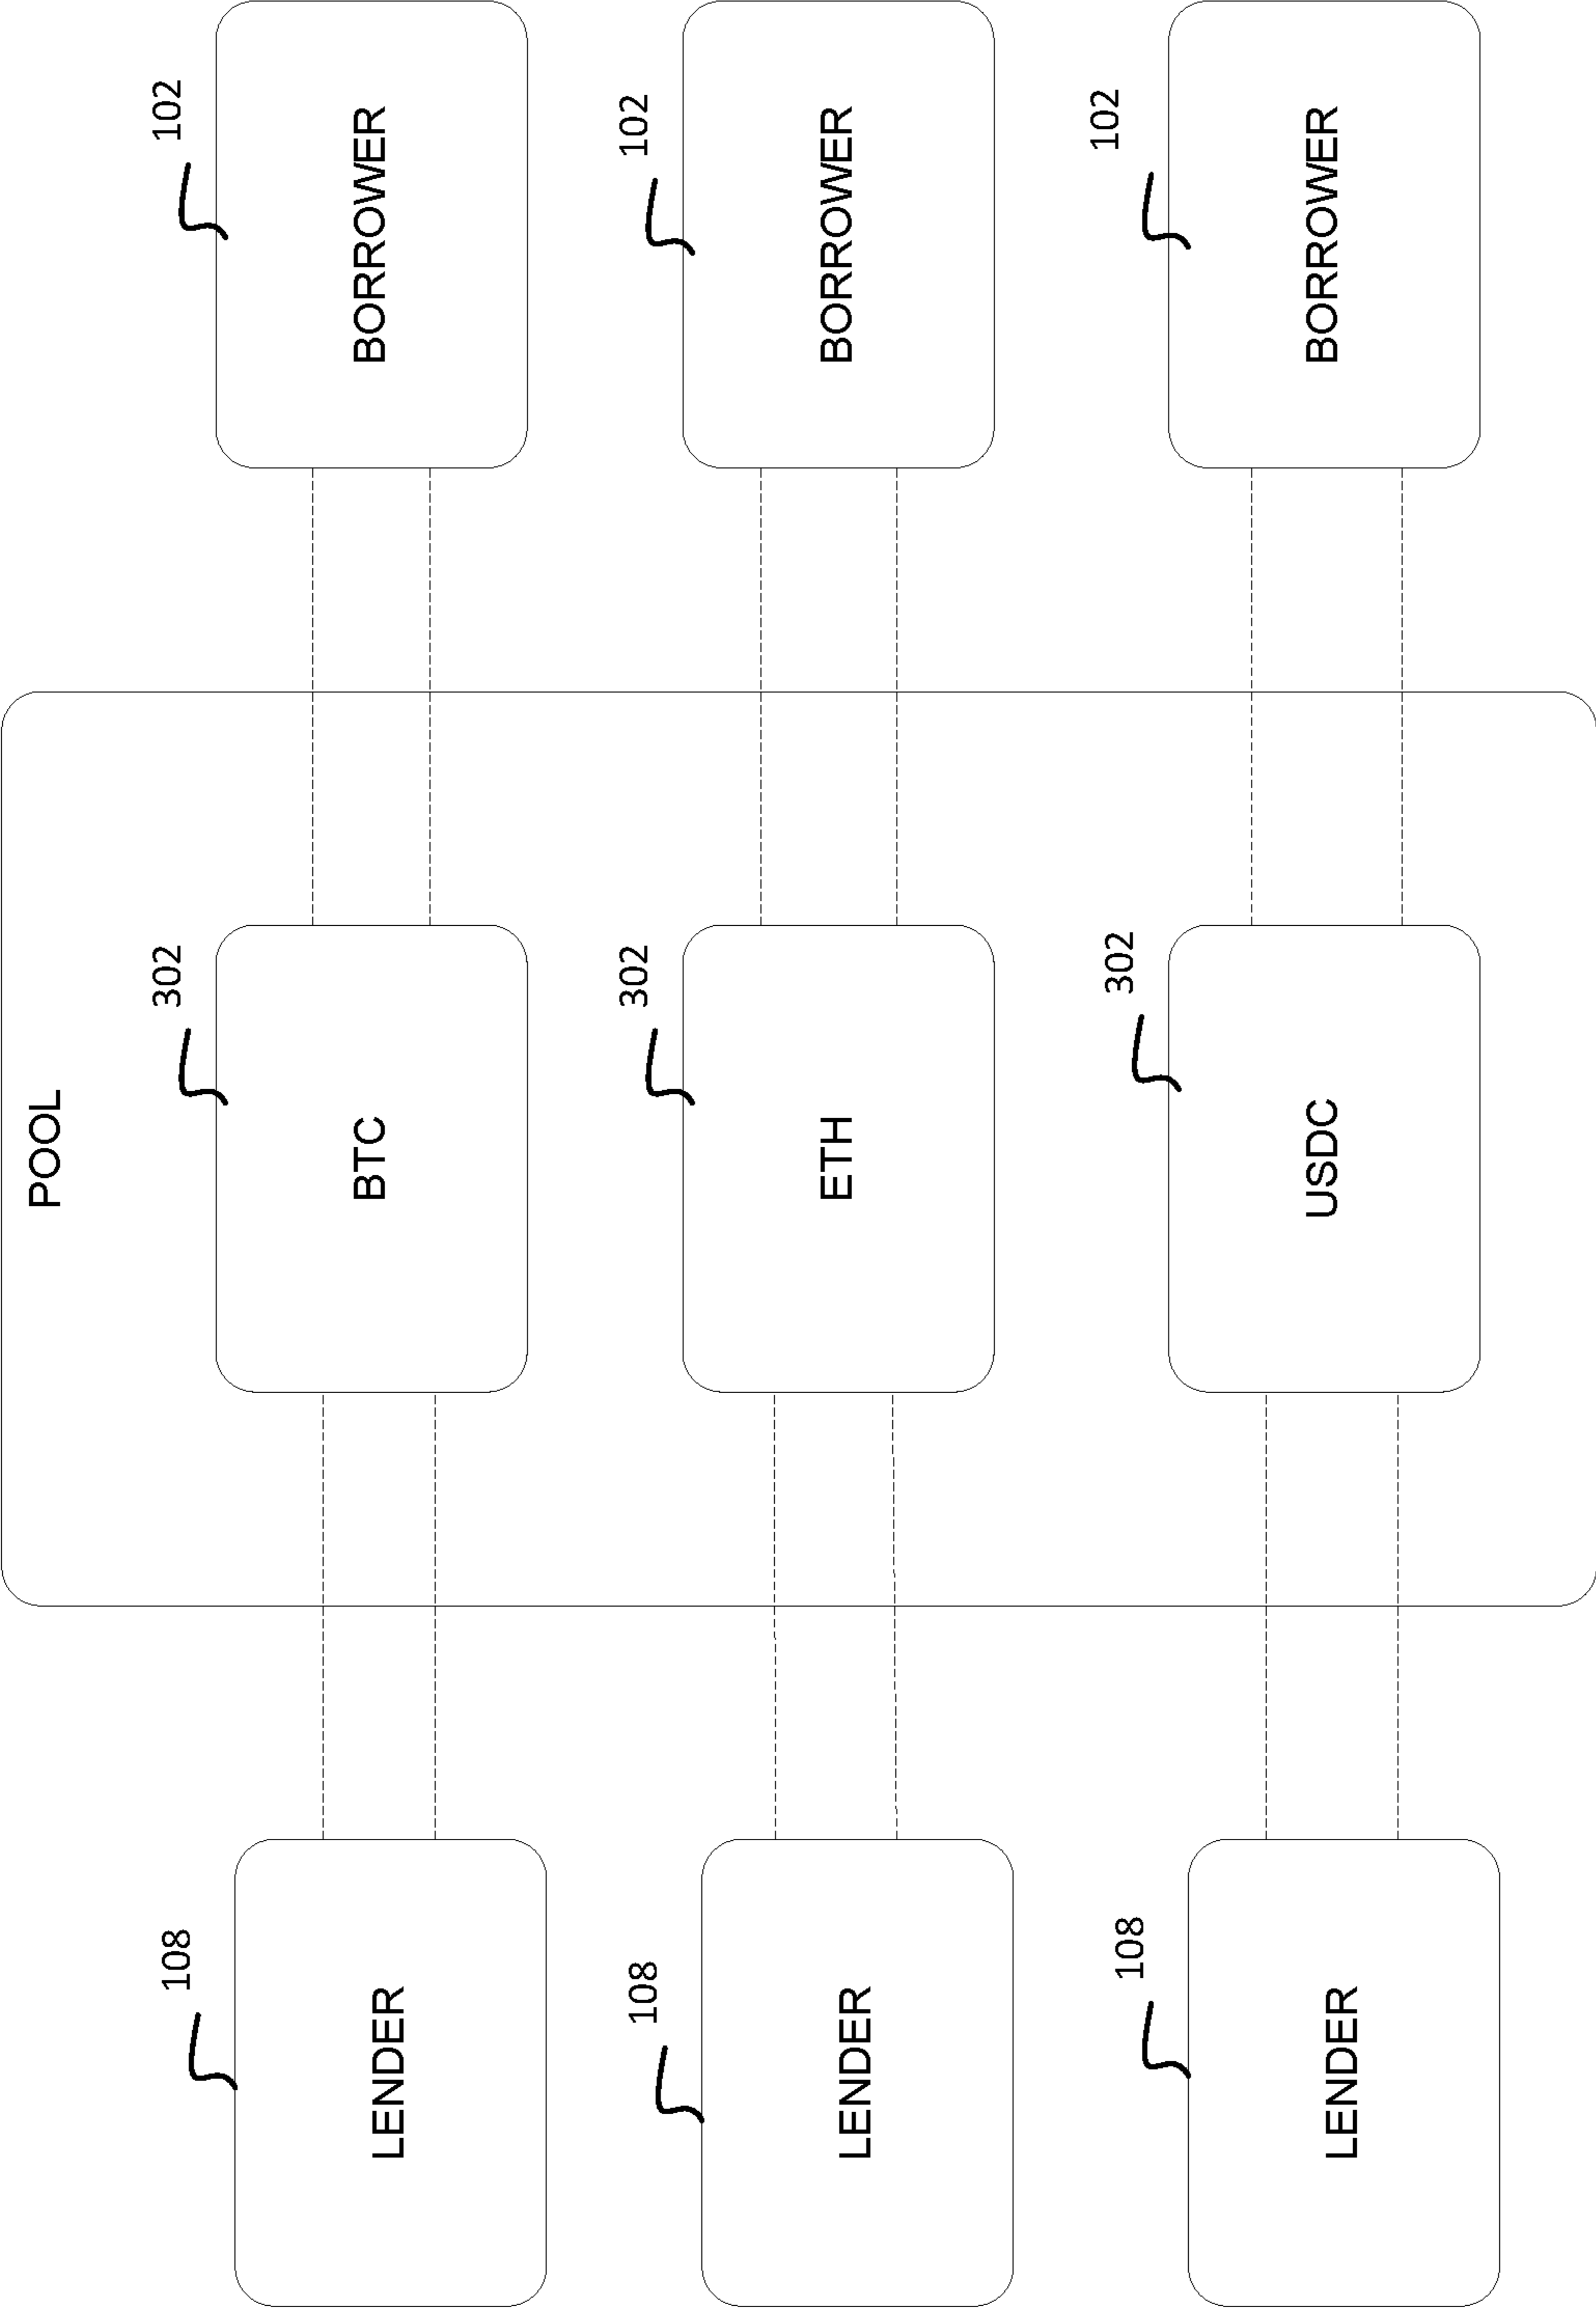 POOL
108
302
102
LENDER
BTC
BORROWER
108
302
102
LENDER
ETH
BORROWER
108
302
102
LENDER
USDC
BORROWER